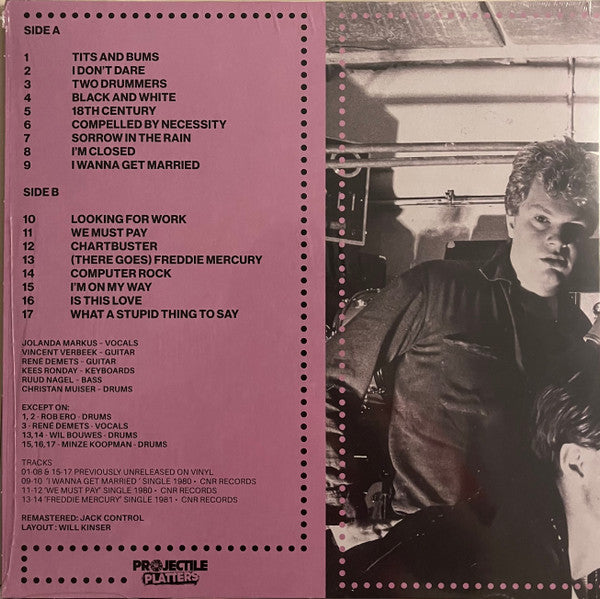 SIDE A
1 TITS AND BUMS
2 I DON'T DARE
3 TWO DRUMMERS
4 BLACK AND WHITE
5 18TH CENTURY
6 COMPELLED BY NECESSITY
7 SORROW IN THE RAIN
8 I'M CLOSED
9 I WANNA GET MARRIED
SIDE B
10 LOOKING FOR WORK
11 WE MUST PAY
12 CHARTBUSTER
13 (THERE GOES) FREDDIE MERCURY
14 COMPUTER ROCK
15 I'M ON MY WAY
16 IS THIS LOVE
17 WHAT A STUPID THING TO SAY
JOLANDA MARKUS - VOCALS
VINCENT VERBEEK - GUITAR
RENÉ DEMETS - GUITAR
KEES RONDAY - KEYBOARDS
RUUD NAGEL - BASS
CHRISTAN MUISER - DRUMS
EXCEPT ON:
1, 2 - ROB ERO - DRUMS
3 - RENÉ DEMETS - VOCALS
13,14 - WIL BOUWES - DRUMS
15,16,17 - MINZE KOOPMAN - DRUMS
TRACKS
01-08 & 15-17 PREVIOUSLY UNRELEASED ON VINYL
09-10 'I WANNA GET MARRIED' SINGLE 1980 - CNR RECORDS
11-12 'WE MUST PAY' SINGLE 1980 - CNR RECORDS
13-14 'FREDDIE MERCURY' SINGLE 1981 - CNR RECORDS
REMASTERED: JACK CONTROL
LAYOUT: WILL KINSER
PROJECTILE
PLATTERS